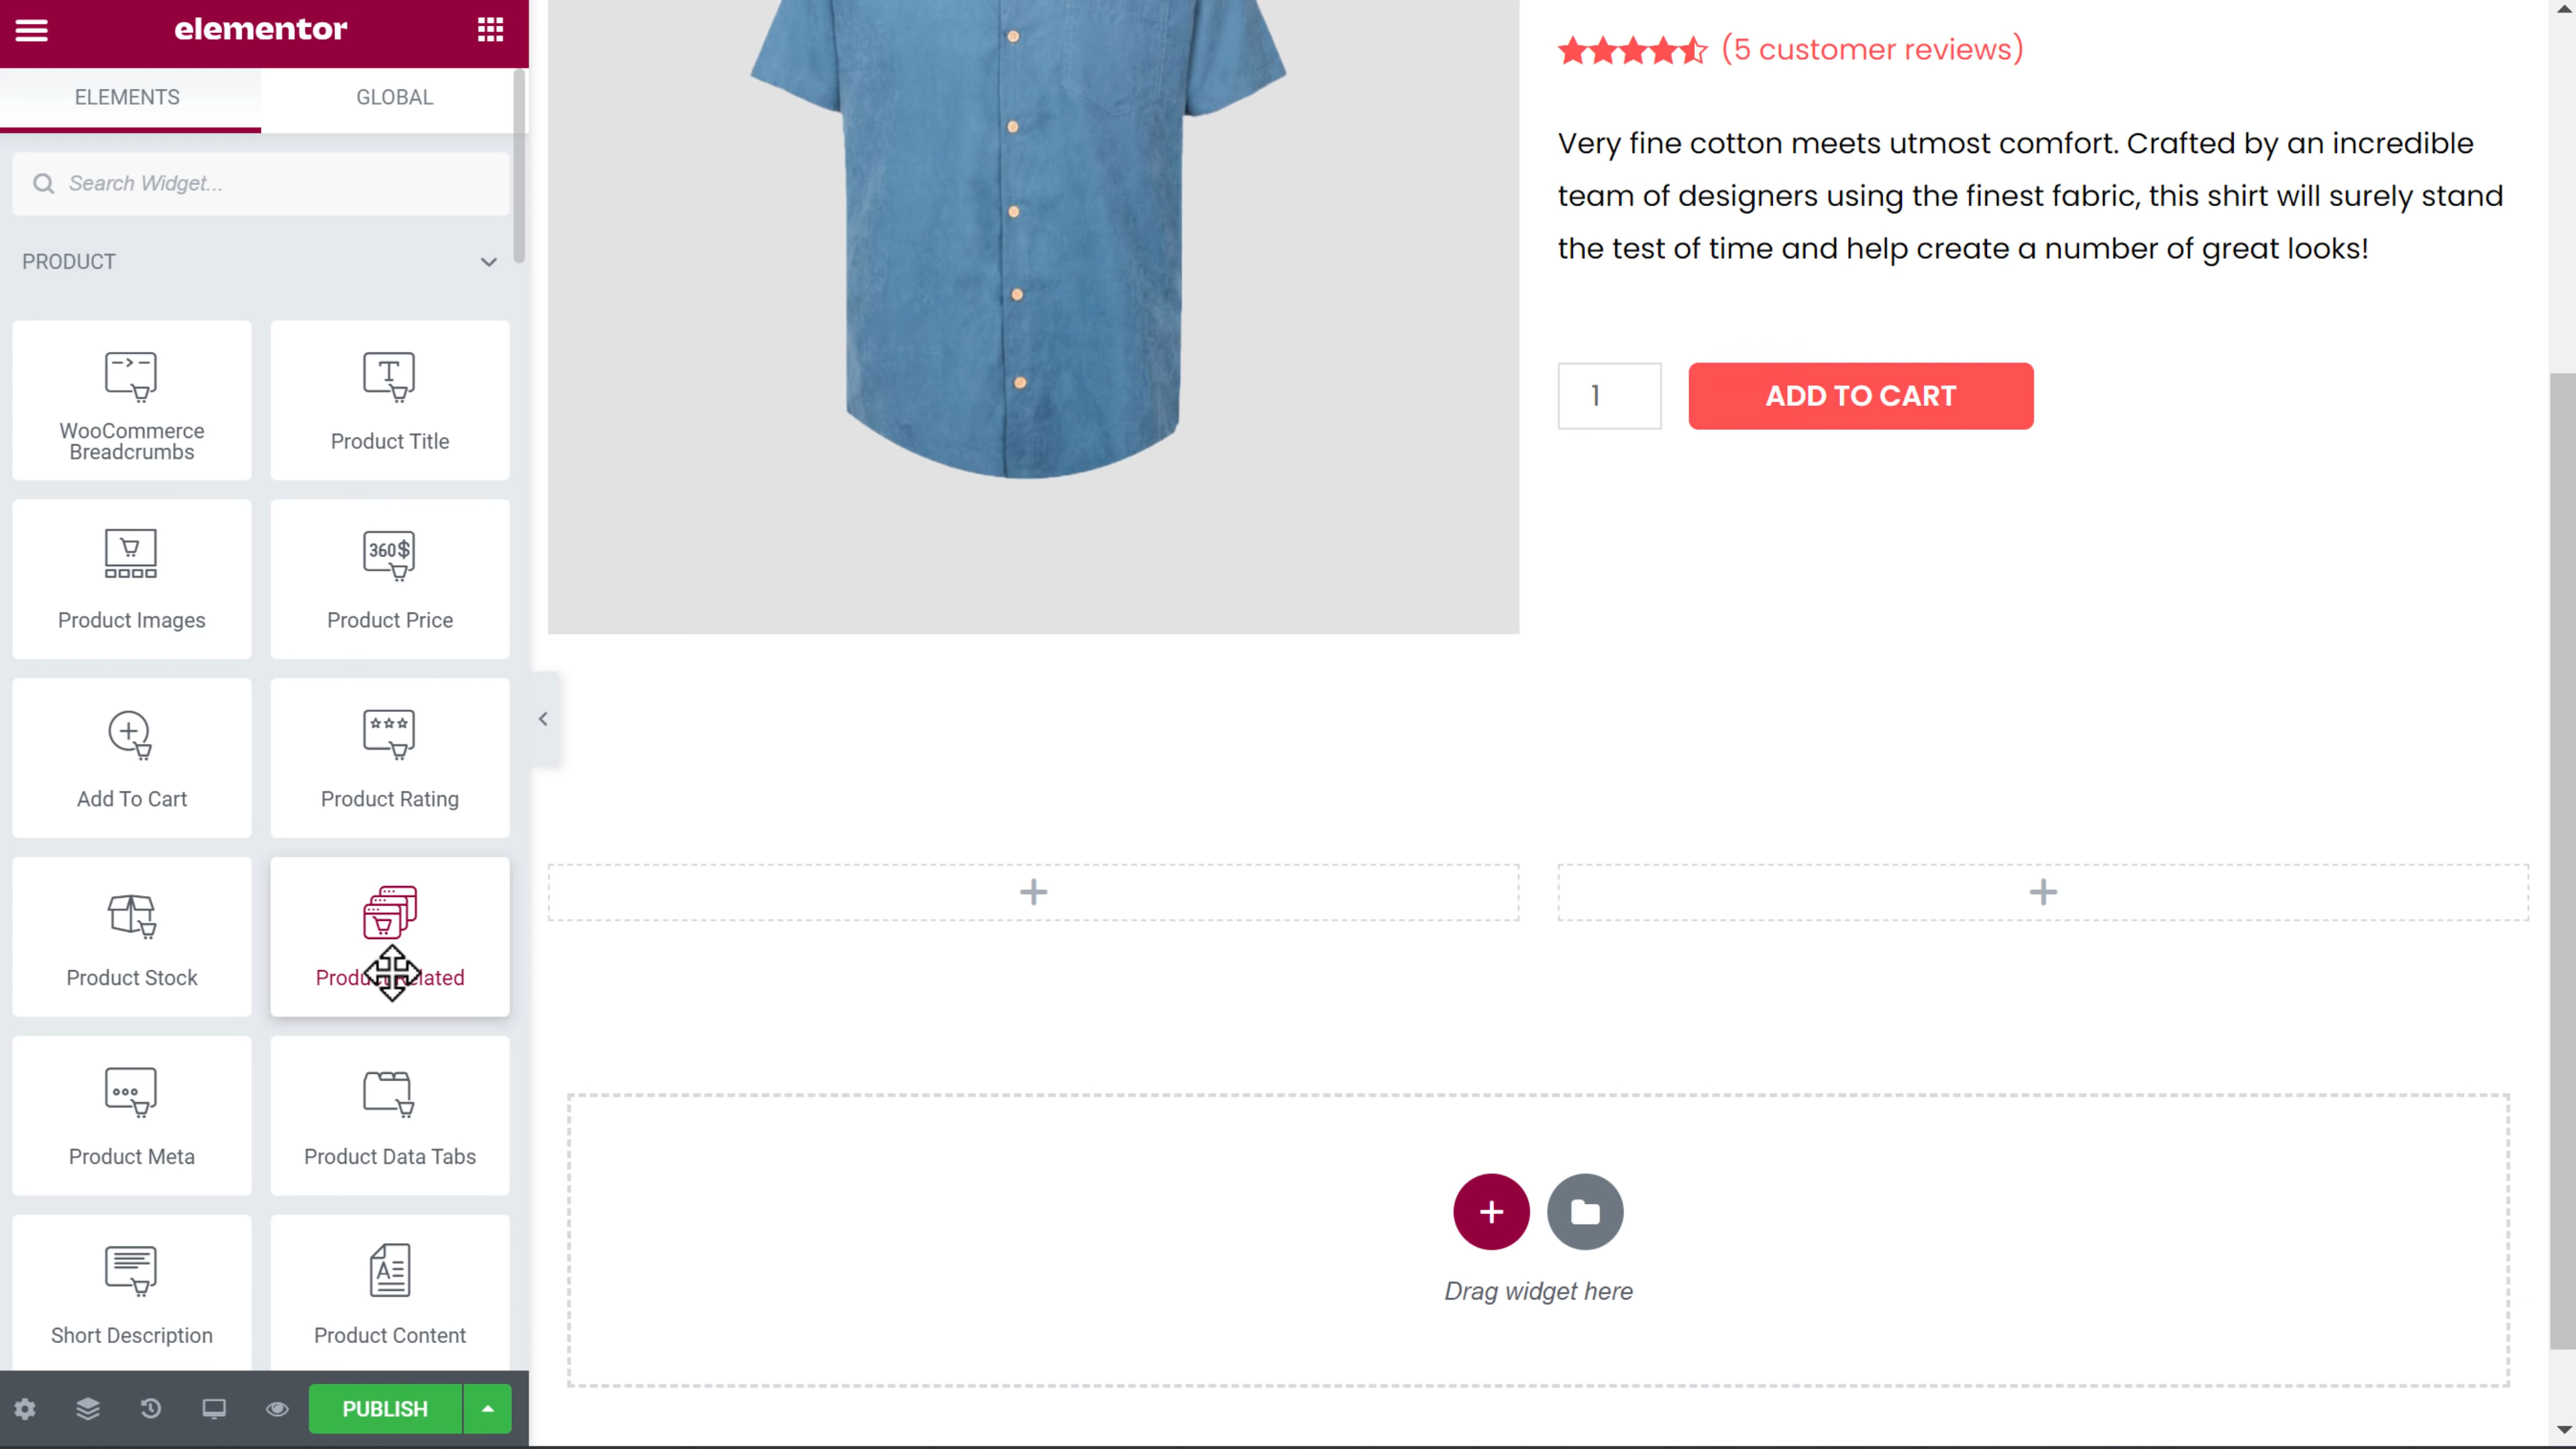 elementor
ELEMENTS
GLOBAL
Search Widget...
PRODUCT
WooCommerce
Breadcrumbs
Product Title
Product Images
360$
Product Price
Add To Cart
Product Rating
Product Stock
Product Related
Product Meta
Product Data Tabs
Short Description
A
Product Content
PUBLISH
(5 customer reviews)
Very fine cotton meets utmost comfort. Crafted by an incredible
team of designers using the finest fabric, this shirt will surely stand
the test of time and help create a number of great looks!
1
ADD TO CART
Drag widget here